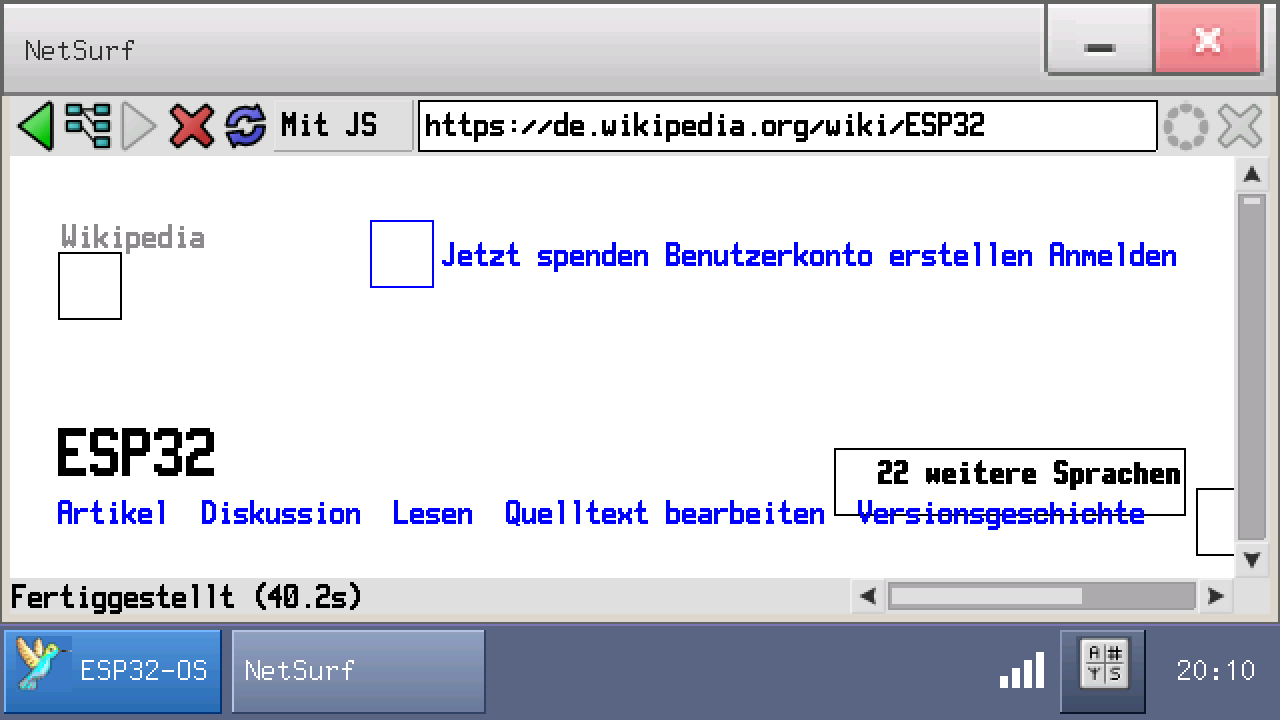 NetSurf
Mit JS https://de.wikipedia.org/wiki/ESP32
Wikipedia
Jetzt spenden Benutzerkonto erstellen Anmelden
ESP32
22 weitere Sprachen
Artikel Diskussion Lesen Quelltext bearbeiten Versionsgeschichte
Fertiggestellt (40.2s)
ESP32-OS NetSurf A # Y S 20:10